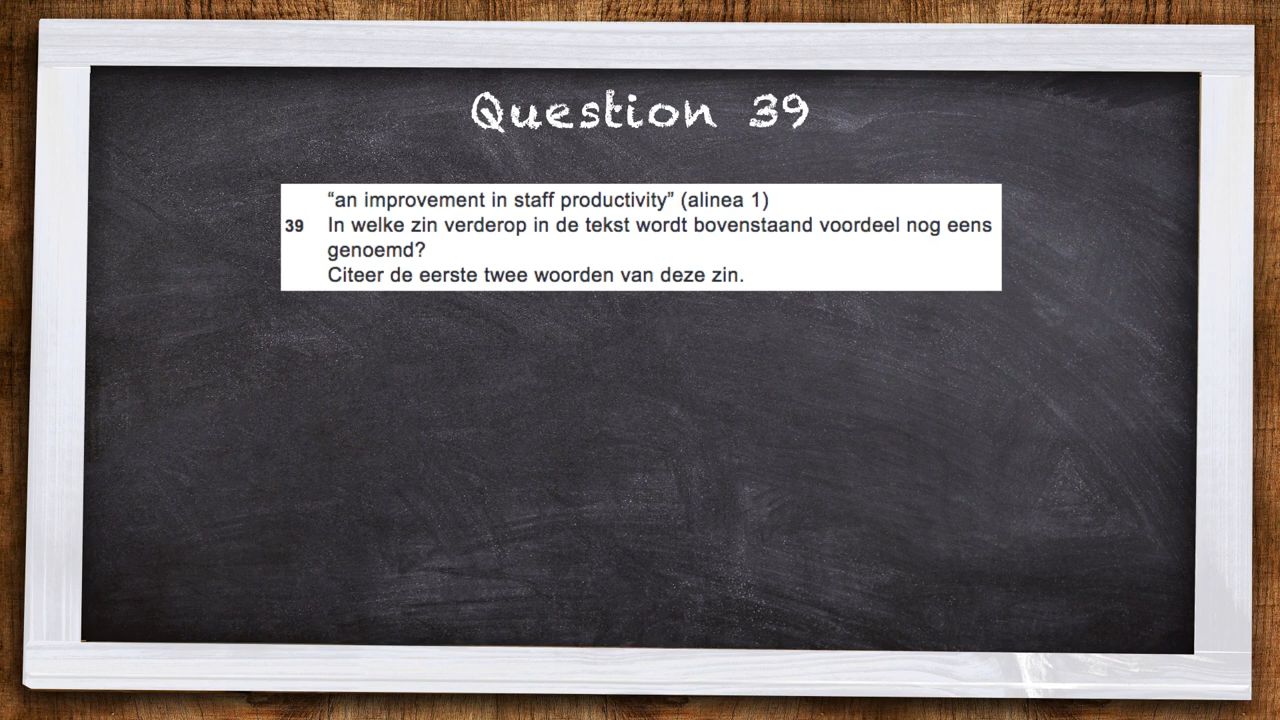 Question 39
“an improvement in staff productivity” (alinea 1)
39 In welke zin verderop in de tekst wordt bovenstaand voordeel nog eens
genoemd?
Citeer de eerste twee woorden van deze zin.